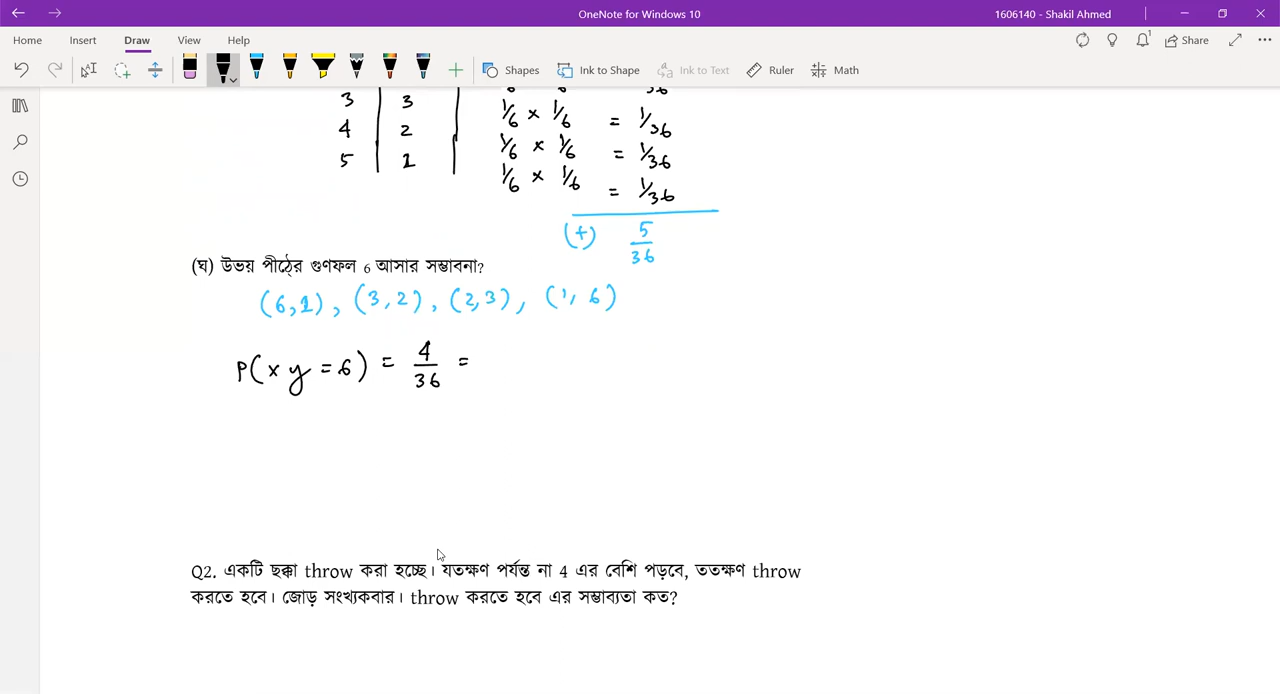 OneNote for Windows 10
1606140 - Shakil Ahmed
Home Insert Draw View Help
Share
Shapes Ink to Shape Ink to Text Ruler Math
3 3
4 2 1/6 × 1/6 = 1/36
5 1 1/6 × 1/6 = 1/36
1/6 × 1/6 = 1/36
(+) 5/36
(ঘ) উভয় পীঠের গুণফল 6 আসার সম্ভাবনা?
(6,1), (3,2), (2,3), (1,6)
P(xy = 6) = 4/36 =
Q2. একটি ছক্কা throw করা হচ্ছে। যতক্ষণ পর্যন্ত না 4 এর বেশি পড়বে, ততক্ষণ throw
করতে হবে। জোড় সংখ্যকবার। throw করতে হবে এর সম্ভাব্যতা কত?